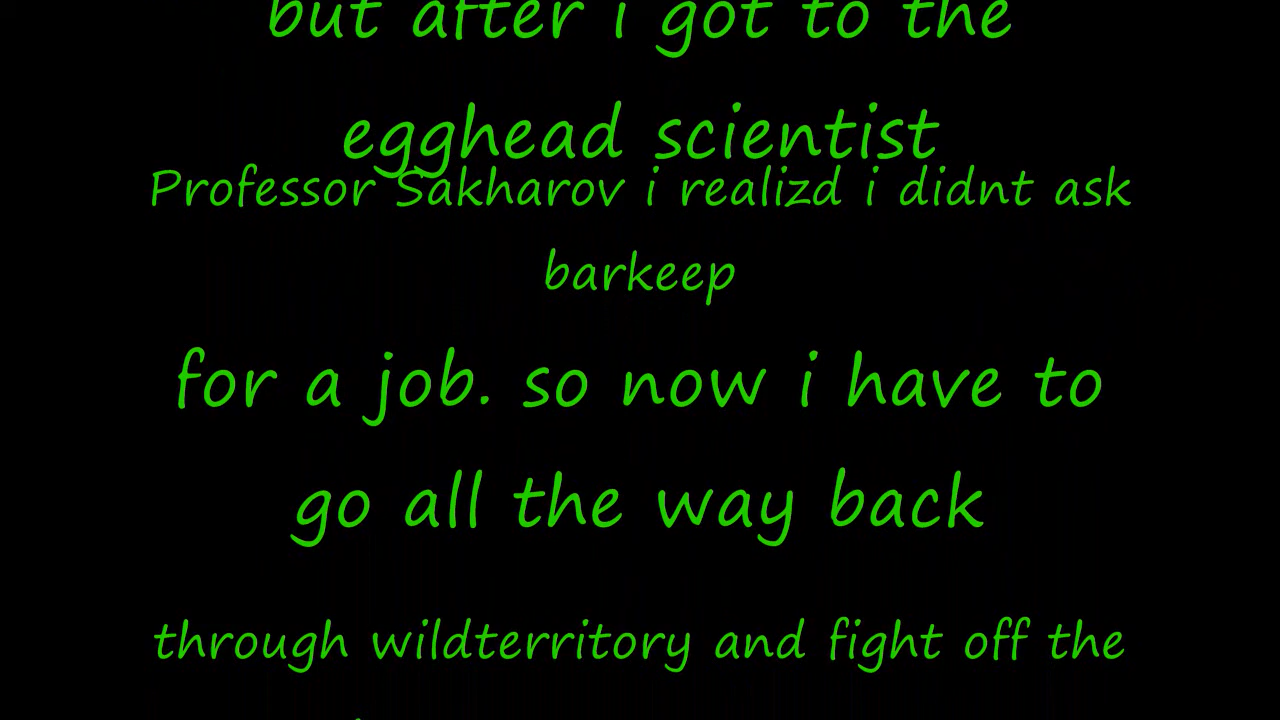 but after i got to the
egghead scientist
Professor Sakharov i realizd i didnt ask
barkeep
for a job. so now i have to
go all the way back
through wildterritory and fight off the